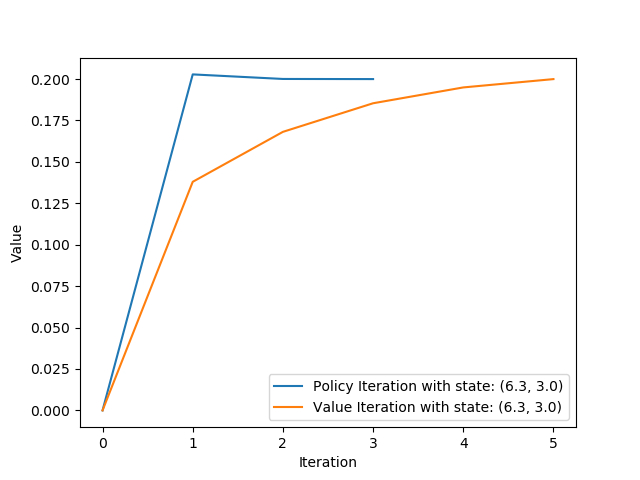 0.200
0.175
0.150
0.125
0.100
0.075
0.050
0.025
0.000
Value
0 1 2 3 4 5
Iteration
Policy Iteration with state: (6.3, 3.0)
Value Iteration with state: (6.3, 3.0)